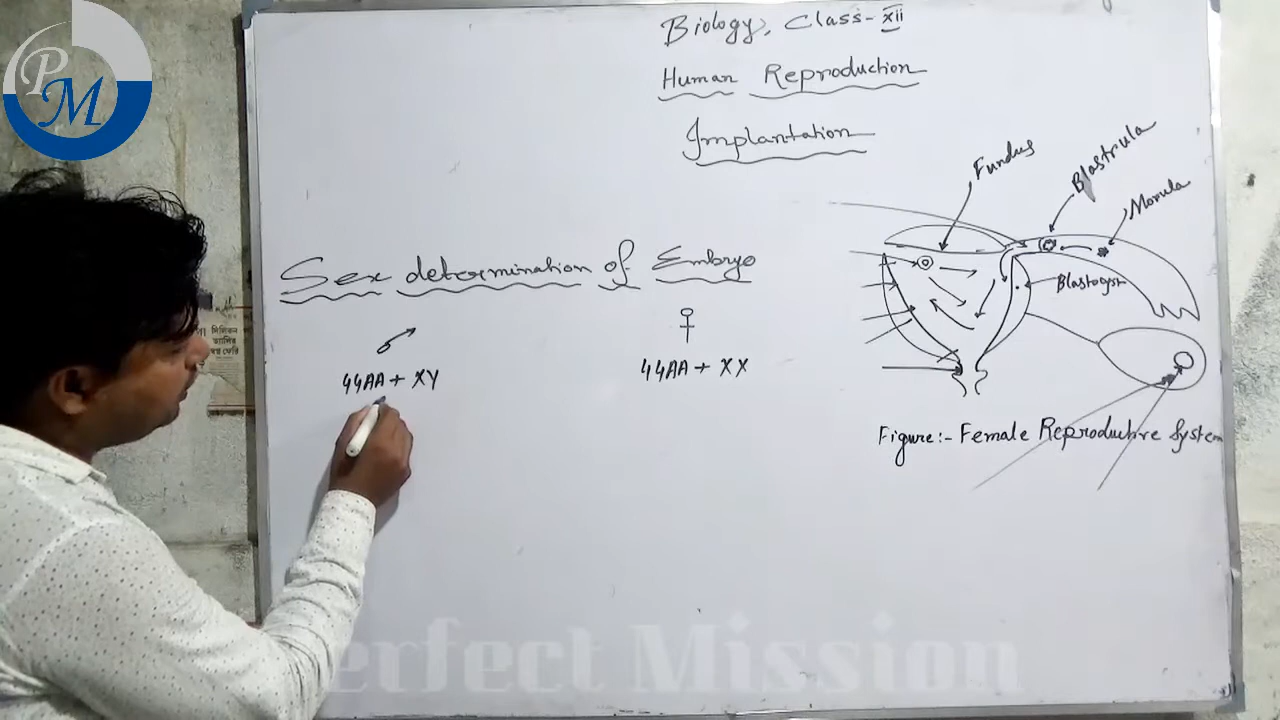 PM
Biology, Class-XII
Human Reproduction
Implantation
Fundus
Blastrula
Morula
Sex determination of Embryo
Blastocyst
44AA + XY
44AA + XX
Figure:- Female Reproductive System
Perfect Mission